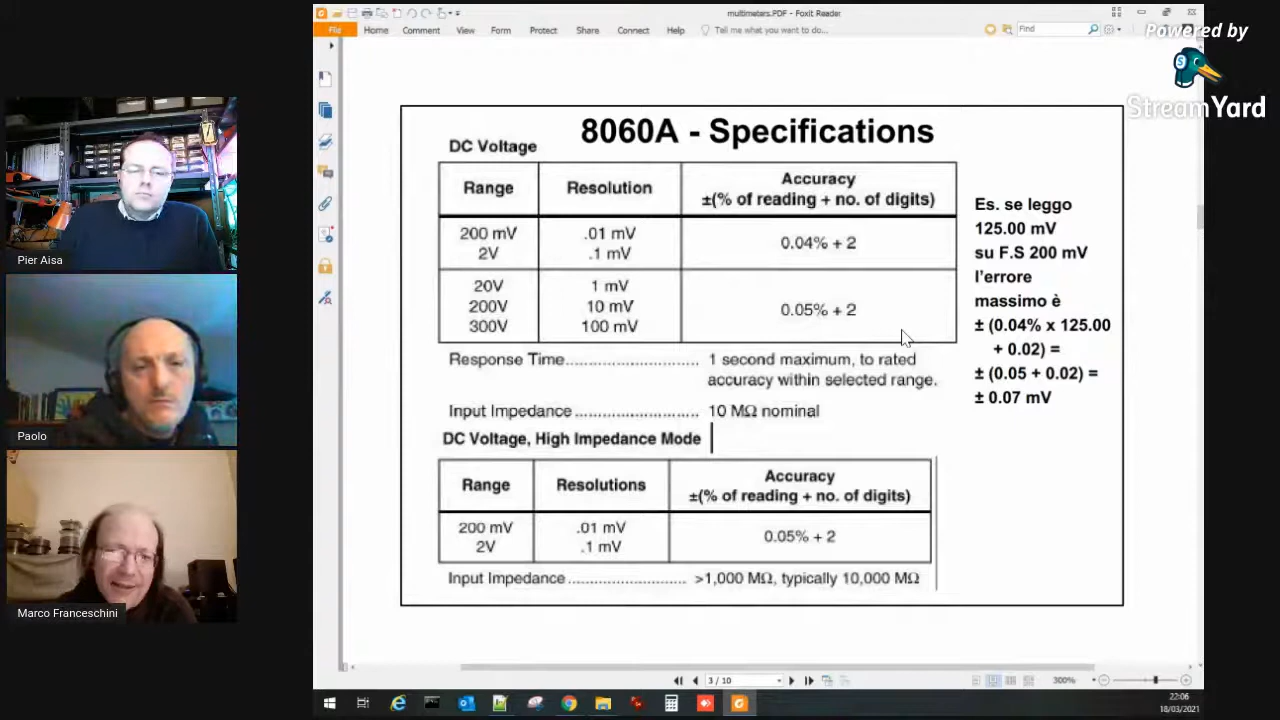 multimeters.PDF - Foxit Reader
File Home Comment View Form Protect Share Connect Help Tell me what you want to do... Find
Powered by
StreamYard
8060A - Specifications
DC Voltage
Range Resolution Accuracy
±(% of reading + no. of digits)
200 mV .01 mV 0.04% + 2
2V .1 mV
20V 1 mV 0.05% + 2
200V 10 mV
300V 100 mV
Response Time.............................. 1 second maximum, to rated
accuracy within selected range.
Input Impedance........................... 10 MΩ nominal
Es. se leggo
125.00 mV
su F.S 200 mV
l'errore
massimo è
± (0.04% x 125.00
+ 0.02) =
± (0.05 + 0.02) =
± 0.07 mV
DC Voltage, High Impedance Mode
Range Resolutions Accuracy
±(% of reading + no. of digits)
200 mV .01 mV 0.05% + 2
2V .1 mV
Input Impedance .......................... >1,000 MΩ, typically 10,000 MΩ
Pier Aisa
Paolo
Marco Franceschini
3 / 10
300%
22:06
18/03/2021